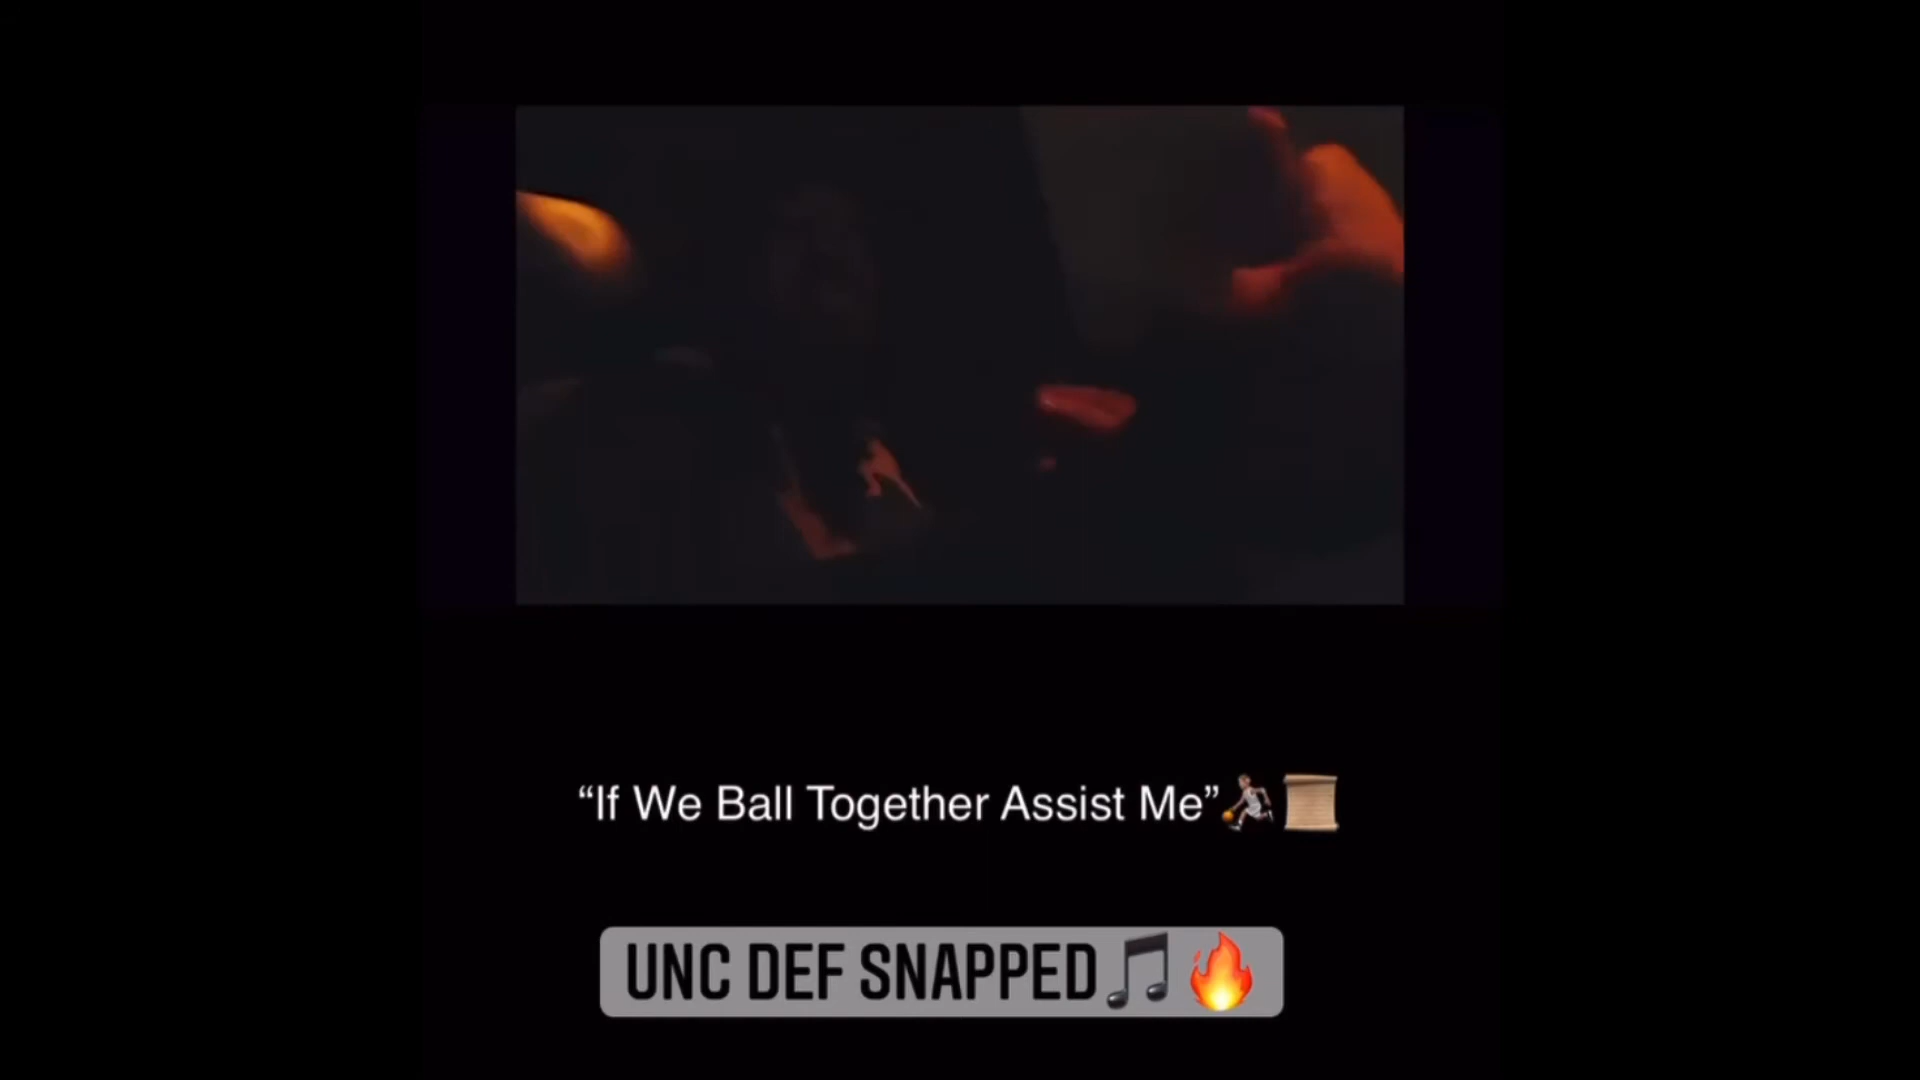 “If We Ball Together Assist Me”⛹🏽📜
UNC DEF SNAPPED🎵🔥